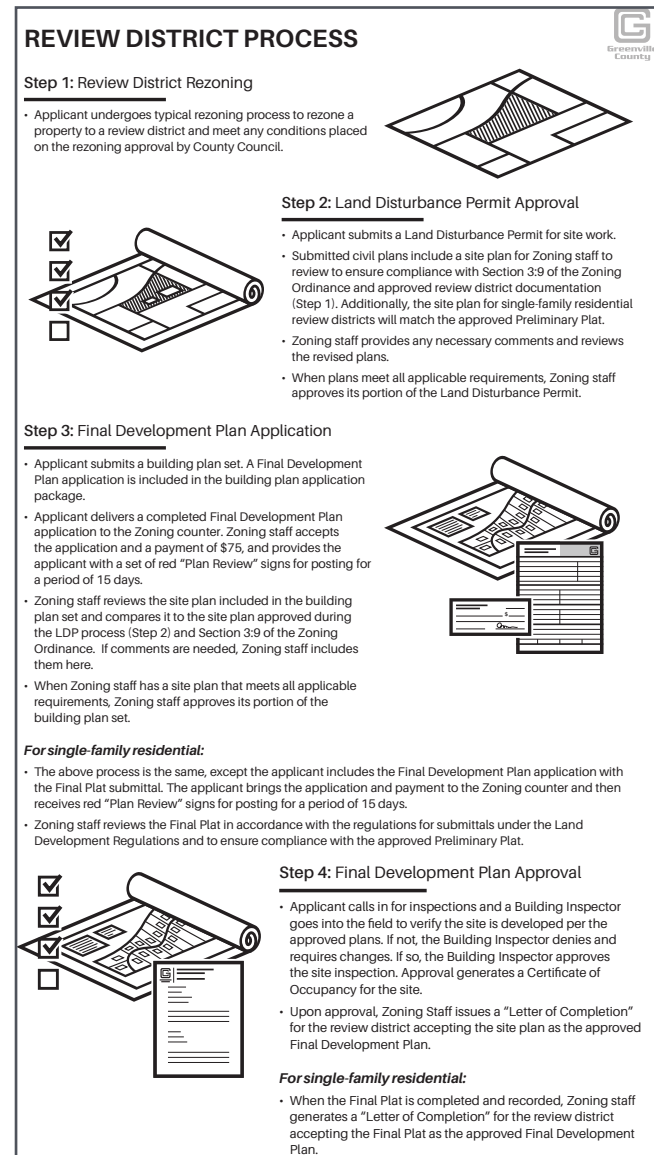 REVIEW DISTRICT PROCESS
Greenville
County
Step 1: Review District Rezoning
• Applicant undergoes typical rezoning process to rezone a
property to a review district and meet any conditions placed
on the rezoning approval by County Council.
Step 2: Land Disturbance Permit Approval
• Applicant submits a Land Disturbance Permit for site work.
• Submitted civil plans include a site plan for Zoning staff to
review to ensure compliance with Section 3:9 of the Zoning
Ordinance and approved review district documentation
(Step 1). Additionally, the site plan for single-family residential
review districts will match the approved Preliminary Plat.
• Zoning staff provides any necessary comments and reviews
the revised plans.
• When plans meet all applicable requirements, Zoning staff
approves its portion of the Land Disturbance Permit.
Step 3: Final Development Plan Application
• Applicant submits a building plan set. A Final Development
Plan application is included in the building plan application
package.
• Applicant delivers a completed Final Development Plan
application to the Zoning counter. Zoning staff accepts
the application and a payment of $75, and provides the
applicant with a set of red “Plan Review” signs for posting for
a period of 15 days.
• Zoning staff reviews the site plan included in the building
plan set and compares it to the site plan approved during
the LDP process (Step 2) and Section 3:9 of the Zoning
Ordinance. If comments are needed, Zoning staff includes
them here.
• When Zoning staff has a site plan that meets all applicable
requirements, Zoning staff approves its portion of the
building plan set.
$
For single-family residential:
• The above process is the same, except the applicant includes the Final Development Plan application with
the Final Plat submittal. The applicant brings the application and payment to the Zoning counter and then
receives red “Plan Review” signs for posting for a period of 15 days.
• Zoning staff reviews the Final Plat in accordance with the regulations for submittals under the Land
Development Regulations and to ensure compliance with the approved Preliminary Plat.
Step 4: Final Development Plan Approval
• Applicant calls in for inspections and a Building Inspector
goes into the field to verify the site is developed per the
approved plans. If not, the Building Inspector denies and
requires changes. If so, the Building Inspector approves
the site inspection. Approval generates a Certificate of
Occupancy for the site.
• Upon approval, Zoning Staff issues a “Letter of Completion”
for the review district accepting the site plan as the approved
Final Development Plan.
For single-family residential:
• When the Final Plat is completed and recorded, Zoning staff
generates a “Letter of Completion” for the review district
accepting the Final Plat as the approved Final Development
Plan.